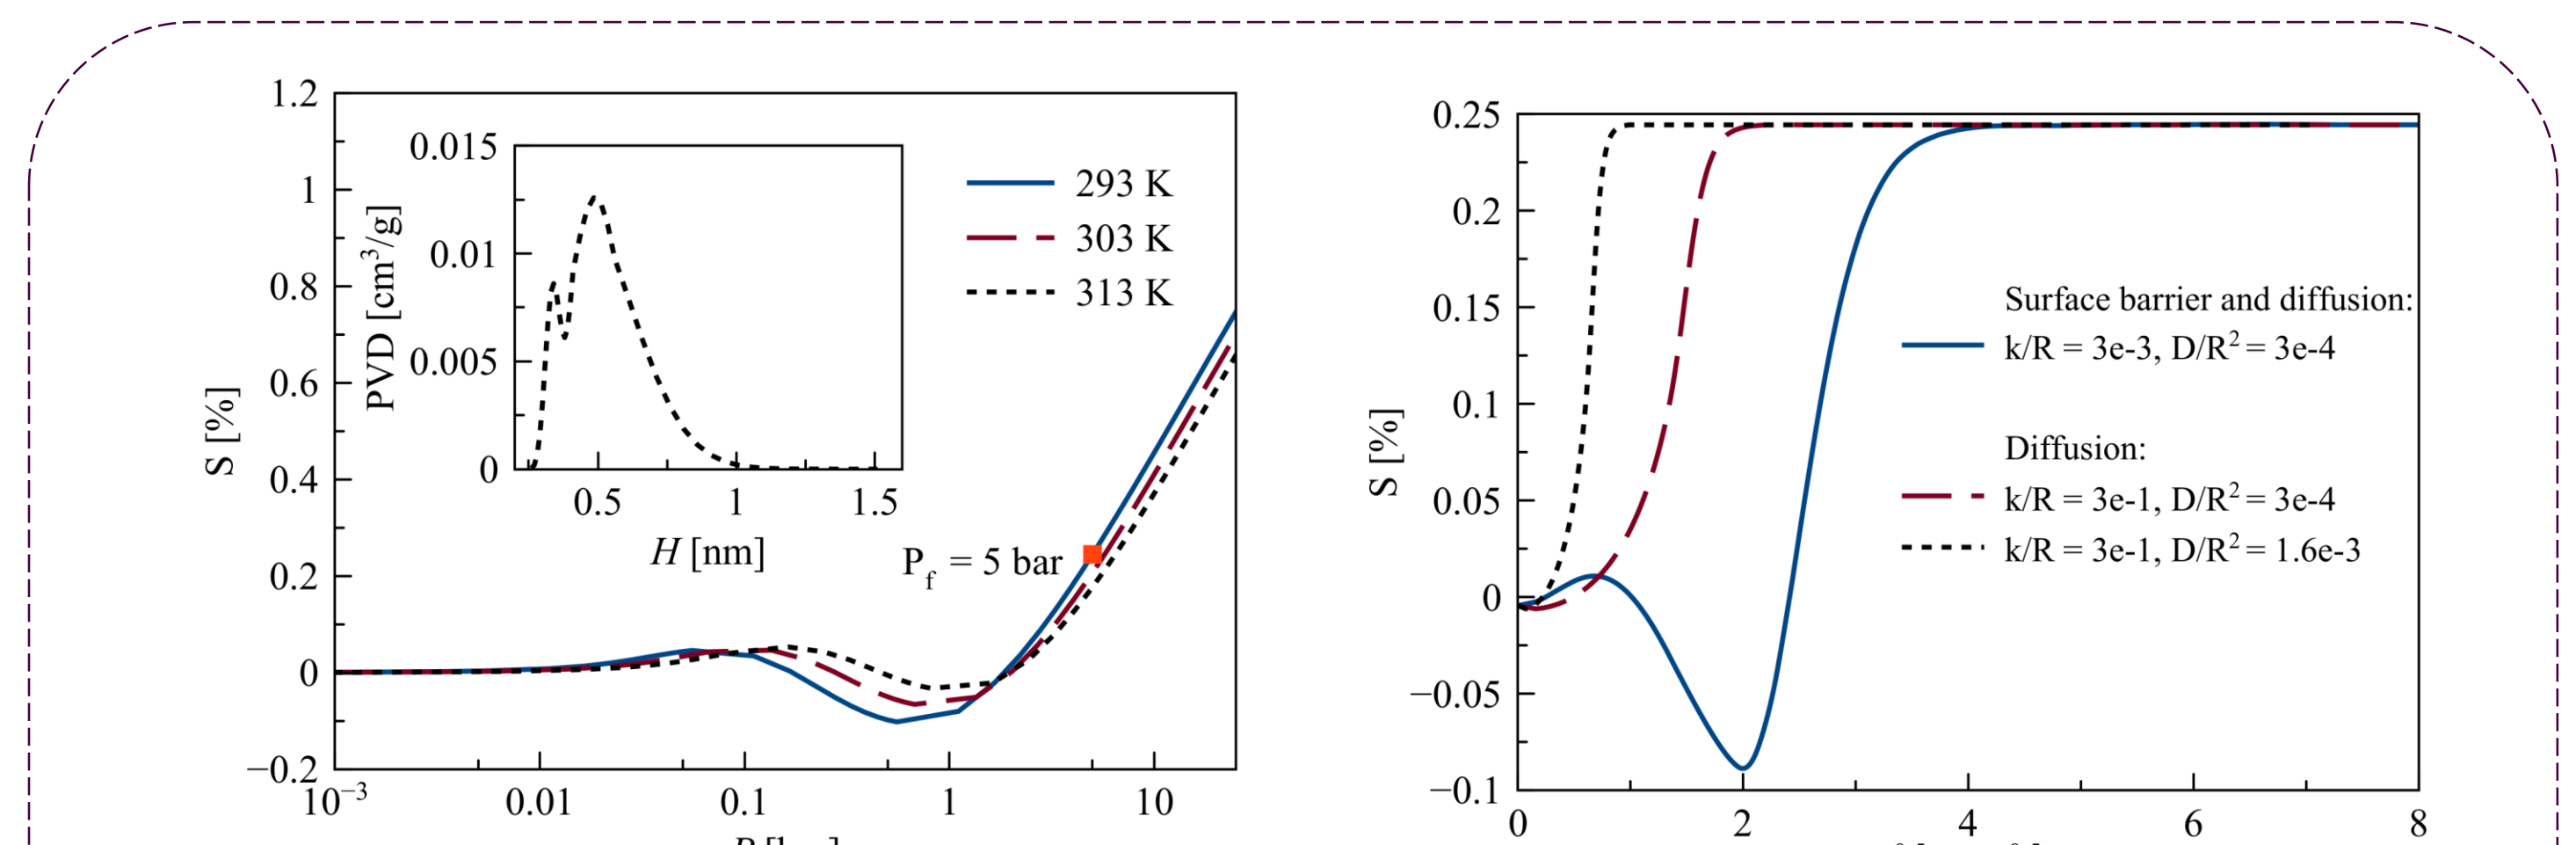 1.2
1
0.8
0.6
0.4
0.2
0
−0.2
S [%]
10⁻³
0.01
0.1
1
10
0.015
0.01
0.005
0
PVD [cm³/g]
0.5
1
1.5
H [nm]
293 K
303 K
313 K
P_f = 5 bar
0.25
0.2
0.15
0.1
0.05
0
−0.05
−0.1
S [%]
0
2
4
6
8
Surface barrier and diffusion:
k/R = 3e-3, D/R² = 3e-4
Diffusion:
k/R = 3e-1, D/R² = 3e-4
k/R = 3e-1, D/R² = 1.6e-3